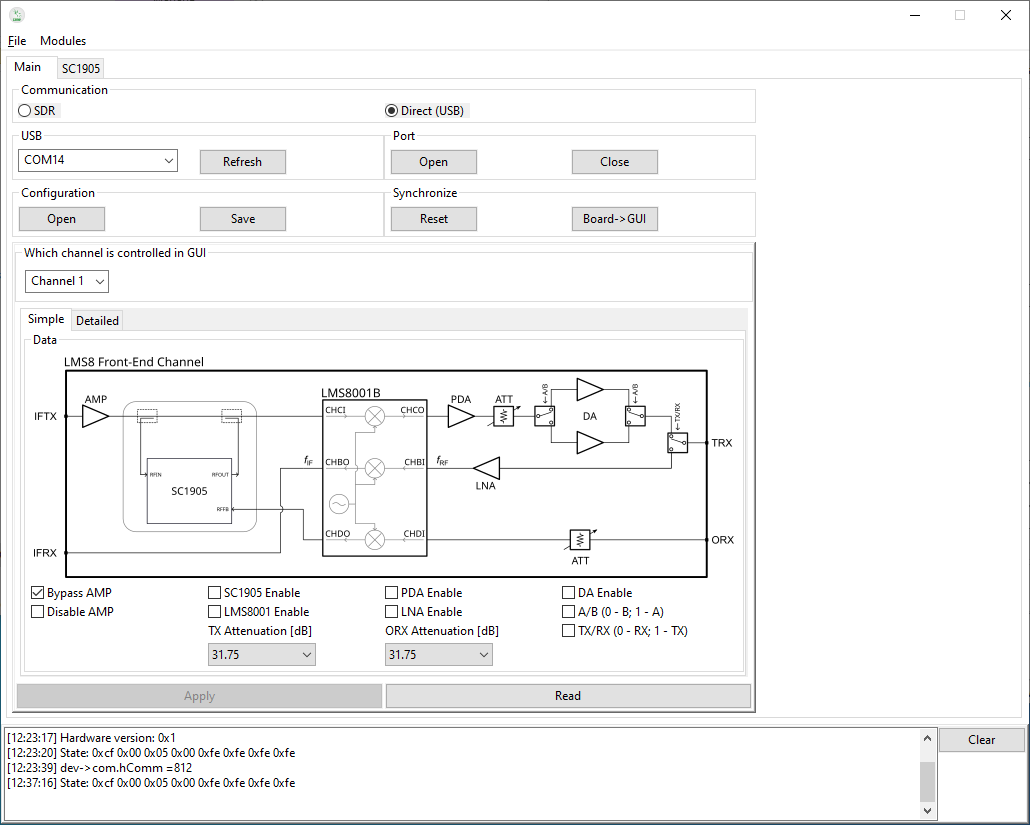 File Modules
Main SC1905
Communication
SDR Direct (USB)
USB Port
COM14 Refresh Open Close
Configuration Synchronize
Open Save Reset Board->GUI
Which channel is controlled in GUI
Channel 1
Simple Detailed
Data
LMS8 Front-End Channel
AMP LMS8001B PDA ATT A/B A/B
IFTX CHCI CHCO DA TX/RX
TRX
fIF CHBO CHBI fRF
RFIN RFOUT
SC1905 LNA
RFFB
CHDO CHDI ORX
IFRX ATT
Bypass AMP SC1905 Enable PDA Enable DA Enable
Disable AMP LMS8001 Enable LNA Enable A/B (0 - B; 1 - A)
TX Attenuation [dB] ORX Attenuation [dB] TX/RX (0 - RX; 1 - TX)
31.75 31.75
Apply Read
[12:23:17] Hardware version: 0x1
Clear
[12:23:20] State: 0xcf 0x00 0x05 0x00 0xfe 0xfe 0xfe 0xfe
[12:23:39] dev->com.hComm =812
[12:37:16] State: 0xcf 0x00 0x05 0x00 0xfe 0xfe 0xfe 0xfe